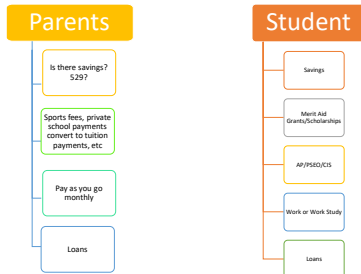 Parents
Is there savings?
529?
Sports fees, private
school payments
convert to tuition
payments, etc
Pay as you go
monthly
Loans
Student
Savings
Merit Aid
Grants/Scholarships
AP/PSEO/CIS
Work or Work Study
Loans